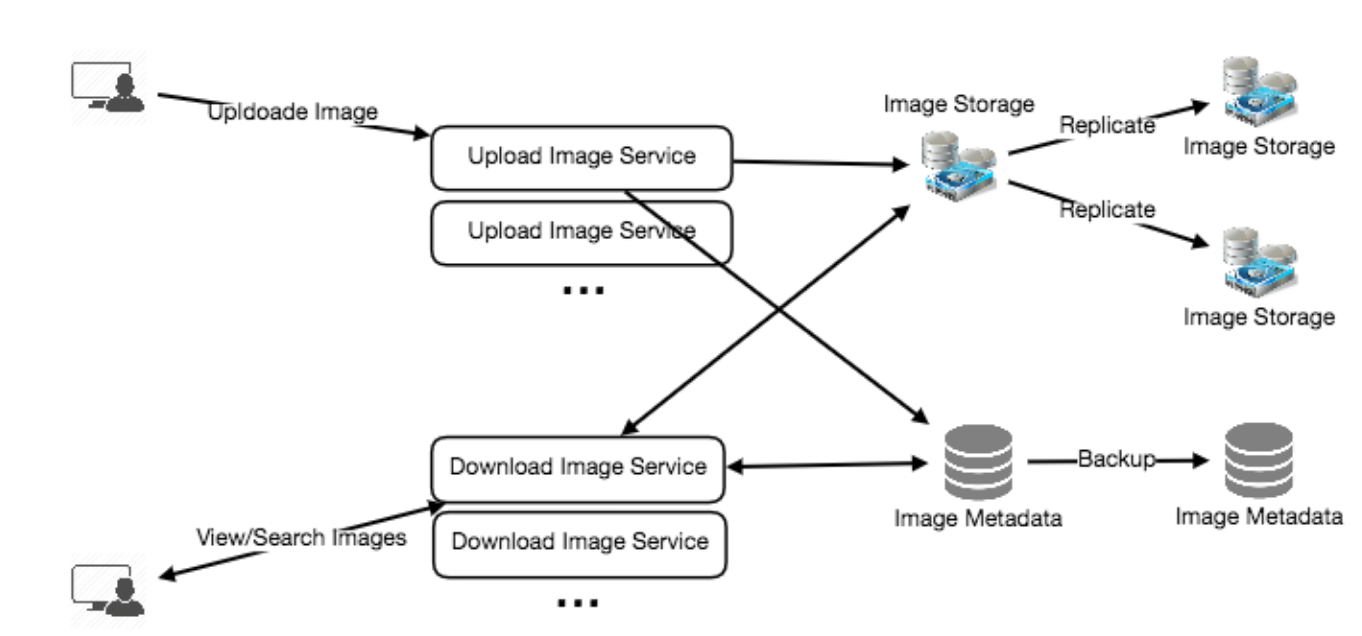 Upldoade Image
Upload Image Service
Upload Image Service
...
Image Storage
Replicate
Image Storage
Replicate
Image Storage
Download Image Service
Download Image Service
...
View/Search Images
Image Metadata
Backup
Image Metadata